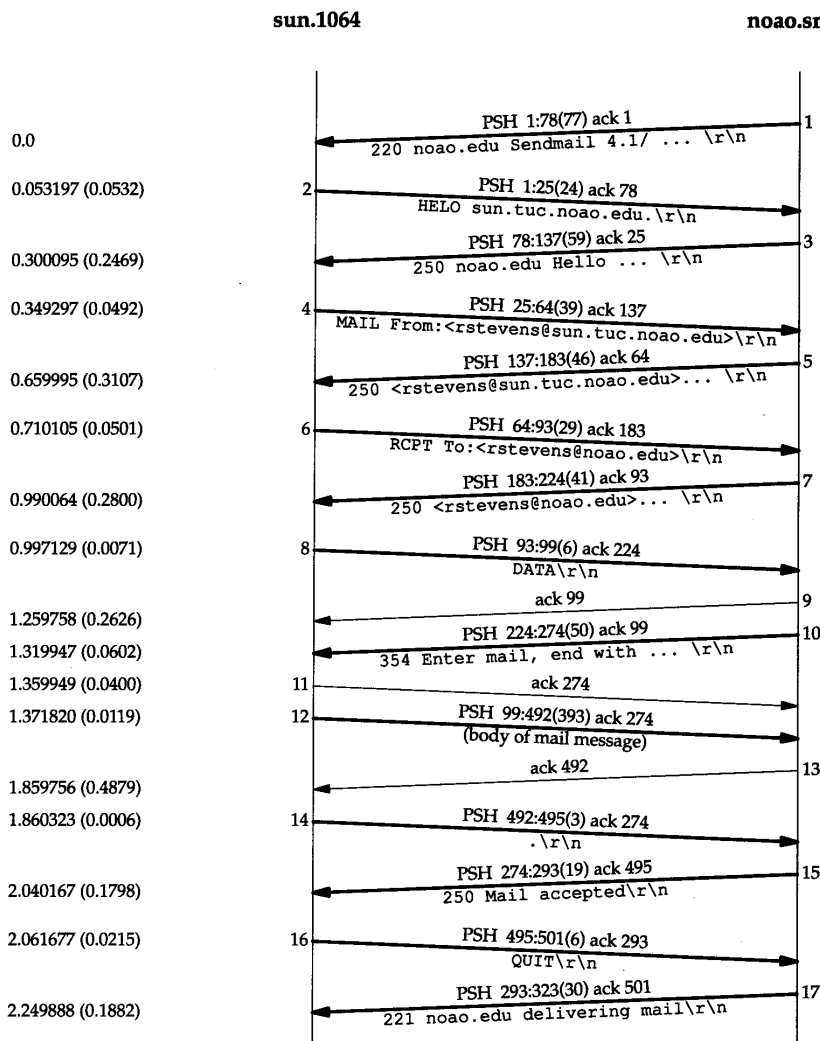 sun.1064 noao.sm
PSH 1:78(77) ack 1 1
0.0 220 noao.edu Sendmail 4.1/ ... \r\n
0.053197 (0.0532) 2 PSH 1:25(24) ack 78
HELO sun.tuc.noao.edu.\r\n
PSH 78:137(59) ack 25 3
0.300095 (0.2469) 250 noao.edu Hello ... \r\n
0.349297 (0.0492) 4 PSH 25:64(39) ack 137
MAIL From:<rstevens@sun.tuc.noao.edu>\r\n
PSH 137:183(46) ack 64 5
0.659995 (0.3107) 250 <rstevens@sun.tuc.noao.edu>... \r\n
0.710105 (0.0501) 6 PSH 64:93(29) ack 183
RCPT To:<rstevens@noao.edu>\r\n
PSH 183:224(41) ack 93 7
0.990064 (0.2800) 250 <rstevens@noao.edu>... \r\n
0.997129 (0.0071) 8 PSH 93:99(6) ack 224
DATA\r\n
ack 99 9
1.259758 (0.2626)
PSH 224:274(50) ack 99 10
1.319947 (0.0602) 354 Enter mail, end with ... \r\n
1.359949 (0.0400) 11 ack 274
1.371820 (0.0119) 12 PSH 99:492(393) ack 274
(body of mail message)
ack 492 13
1.859756 (0.4879)
1.860323 (0.0006) 14 PSH 492:495(3) ack 274
.\r\n
PSH 274:293(19) ack 495 15
2.040167 (0.1798) 250 Mail accepted\r\n
2.061677 (0.0215) 16 PSH 495:501(6) ack 293
QUIT\r\n
PSH 293:323(30) ack 501 17
2.249888 (0.1882) 221 noao.edu delivering mail\r\n